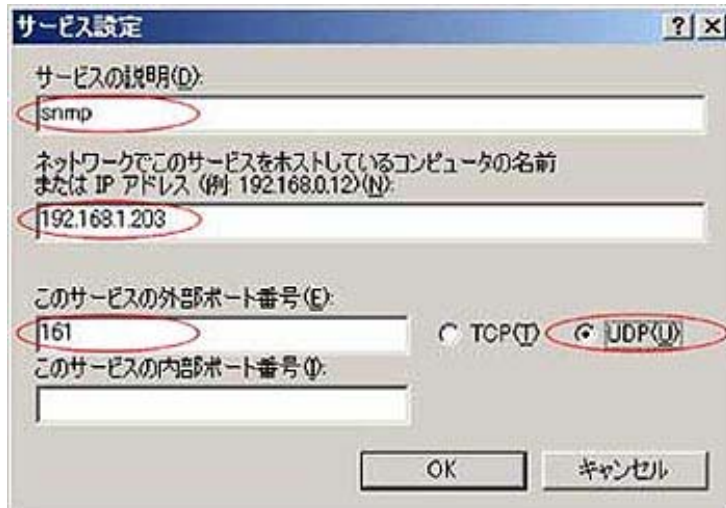 サービス設定
サービスの説明(D):
snmp
ネットワークでこのサービスをホストしているコンピュータの名前
または IP アドレス (例: 192.168.0.12)(N):
192.168.1.203
このサービスの外部ポート番号(E):
161
TCP(T)
UDP(U)
このサービスの内部ポート番号(I):
OK
キャンセル